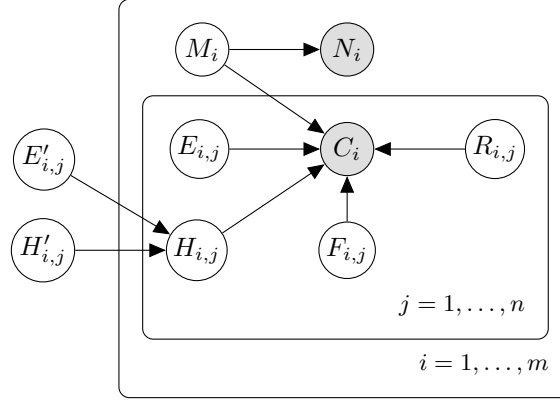 M_i N_i
E_{i,j} C_i R_{i,j}
E'_{i,j}
H'_{i,j} H_{i,j} F_{i,j}
j = 1, . . . , n
i = 1, . . . , m